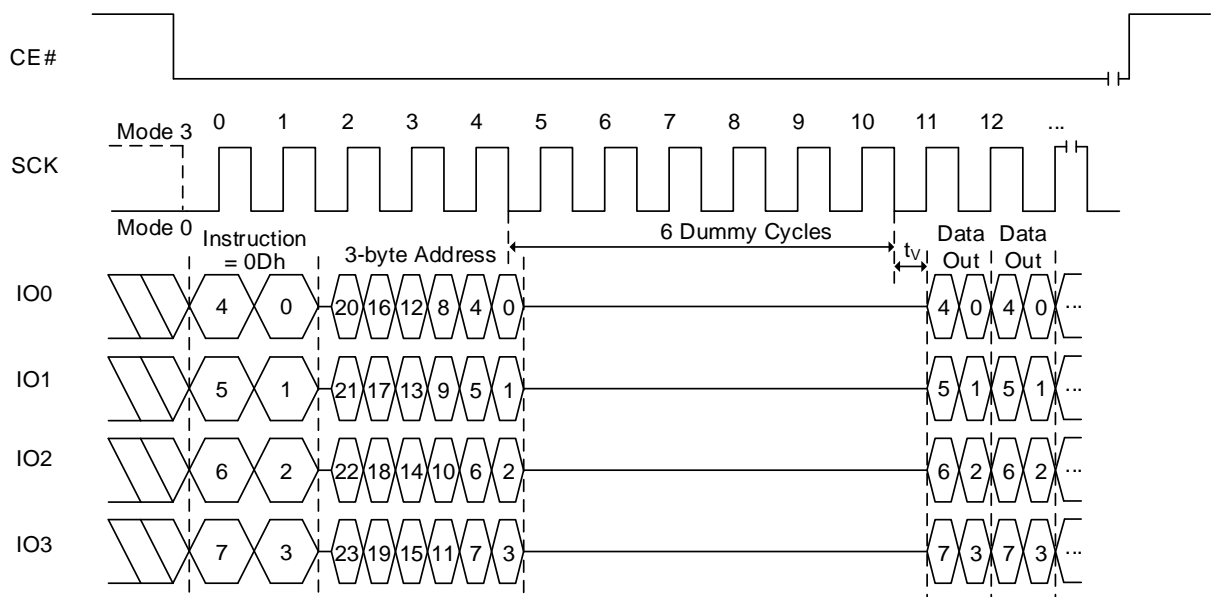 CE#
Mode 3 0 1 2 3 4 5 6 7 8 9 10 11 12 ...
SCK
Mode 0
Instruction = 0Dh
3-byte Address
6 Dummy Cycles
tV
Data Out
Data Out
IO0 4 0 20 16 12 8 4 0 4 0 4 0 ...
IO1 5 1 21 17 13 9 5 1 5 1 5 1 ...
IO2 6 2 22 18 14 10 6 2 6 2 6 2 ...
IO3 7 3 23 19 15 11 7 3 7 3 7 3 ...